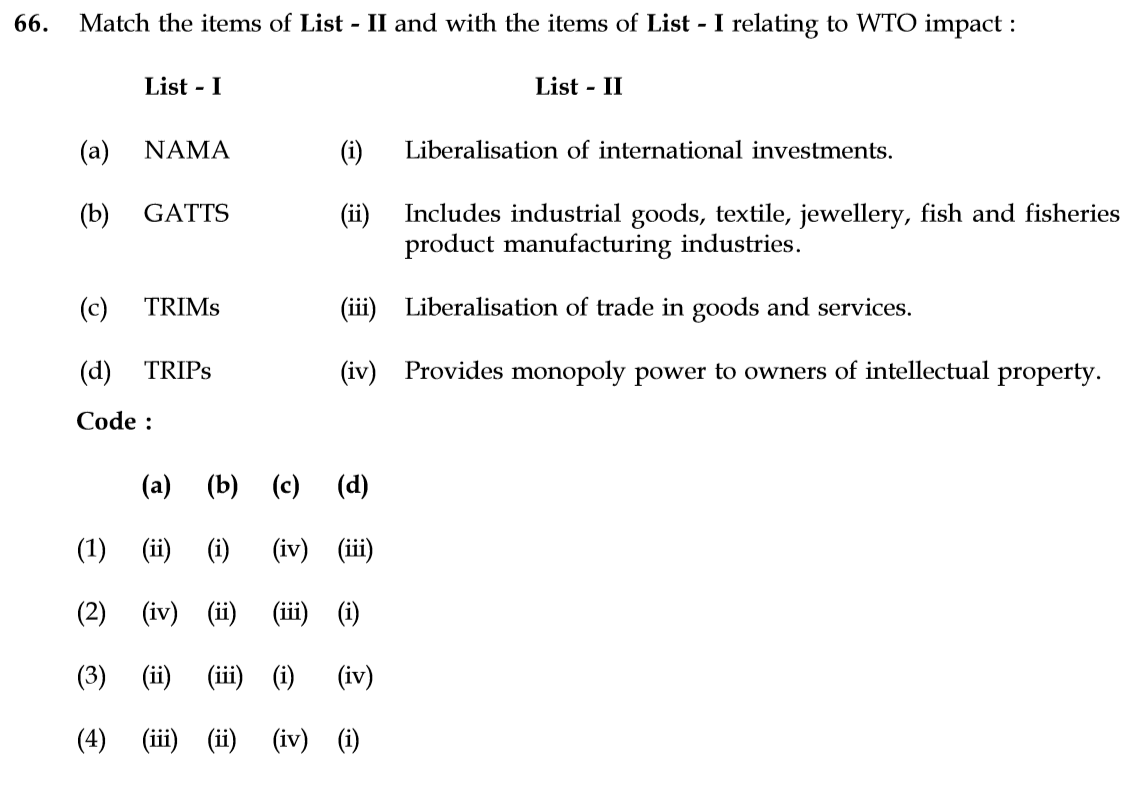 66. Match the items of List - II and with the items of List - I relating to WTO impact :
List - I List - II
(a) NAMA (i) Liberalisation of international investments.
(b) GATTS (ii) Includes industrial goods, textile, jewellery, fish and fisheries
product manufacturing industries.
(c) TRIMs (iii) Liberalisation of trade in goods and services.
(d) TRIPs (iv) Provides monopoly power to owners of intellectual property.
Code :
(a) (b) (c) (d)
(1) (ii) (i) (iv) (iii)
(2) (iv) (ii) (iii) (i)
(3) (ii) (iii) (i) (iv)
(4) (iii) (ii) (iv) (i)